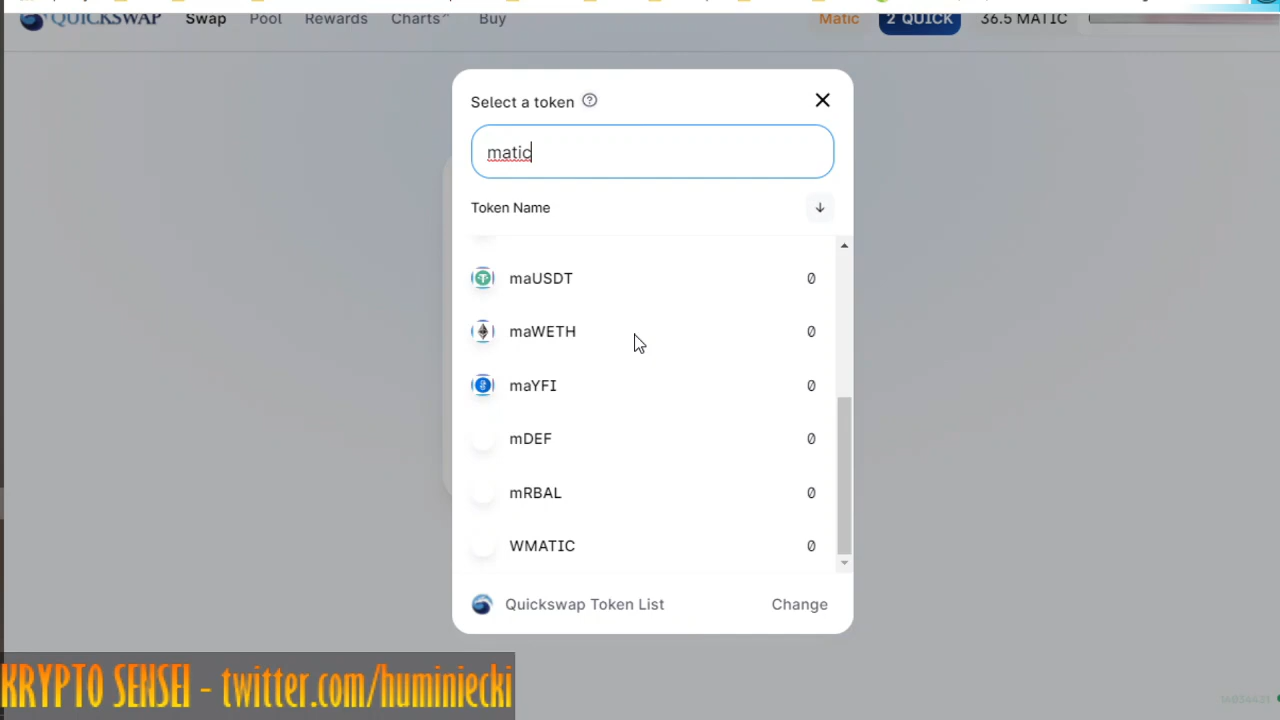 QUICKSWAP Swap Pool Rewards Charts Buy Matic 2 QUICK 36.5 MATIC
Select a token
matic
Token Name
maUSDT 0
maWETH 0
maYFI 0
mDEF 0
mRBAL 0
WMATIC 0
Quickswap Token List Change
KRYPTO SENSEI - twitter.com/huminiecki